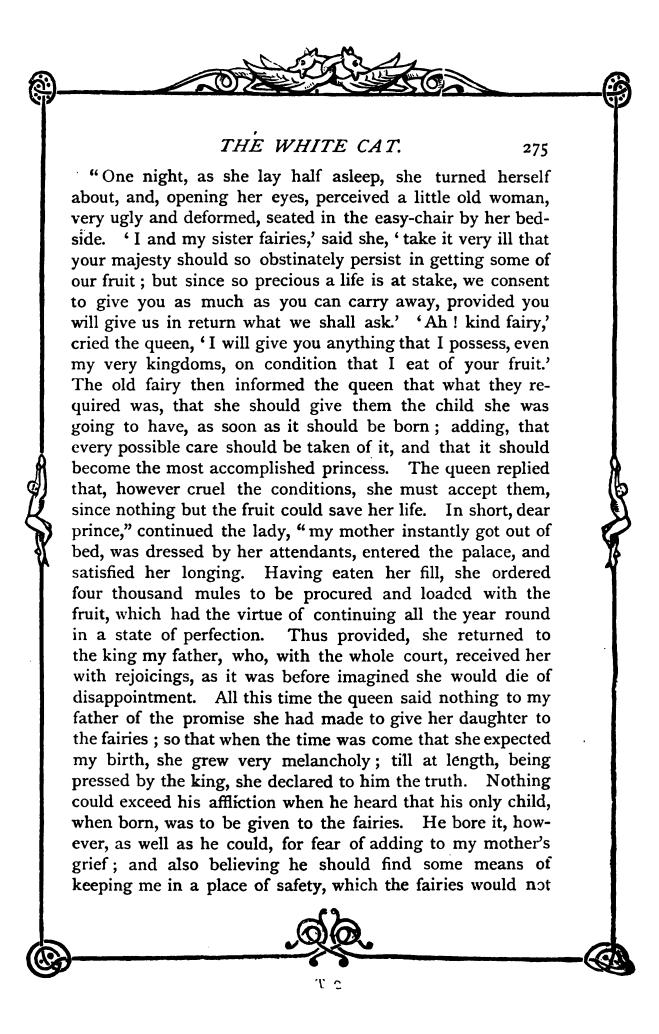 THE WHITE CAT. 275
"One night, as she lay half asleep, she turned herself
about, and, opening her eyes, perceived a little old woman,
very ugly and deformed, seated in the easy-chair by her bed-
side. 'I and my sister fairies,' said she, 'take it very ill that
your majesty should so obstinately persist in getting some of
our fruit; but since so precious a life is at stake, we consent
to give you as much as you can carry away, provided you
will give us in return what we shall ask.' 'Ah! kind fairy,'
cried the queen, 'I will give you anything that I possess, even
my very kingdoms, on condition that I eat of your fruit.'
The old fairy then informed the queen that what they re-
quired was, that she should give them the child she was
going to have, as soon as it should be born; adding, that
every possible care should be taken of it, and that it should
become the most accomplished princess. The queen replied
that, however cruel the conditions, she must accept them,
since nothing but the fruit could save her life. In short, dear
prince," continued the lady, "my mother instantly got out of
bed, was dressed by her attendants, entered the palace, and
satisfied her longing. Having eaten her fill, she ordered
four thousand mules to be procured and loaded with the
fruit, which had the virtue of continuing all the year round
in a state of perfection. Thus provided, she returned to
the king my father, who, with the whole court, received her
with rejoicings, as it was before imagined she would die of
disappointment. All this time the queen said nothing to my
father of the promise she had made to give her daughter to
the fairies; so that when the time was come that she expected
my birth, she grew very melancholy; till at length, being
pressed by the king, she declared to him the truth. Nothing
could exceed his affliction when he heard that his only child,
when born, was to be given to the fairies. He bore it, how-
ever, as well as he could, for fear of adding to my mother's
grief; and also believing he should find some means of
keeping me in a place of safety, which the fairies would not
T 2